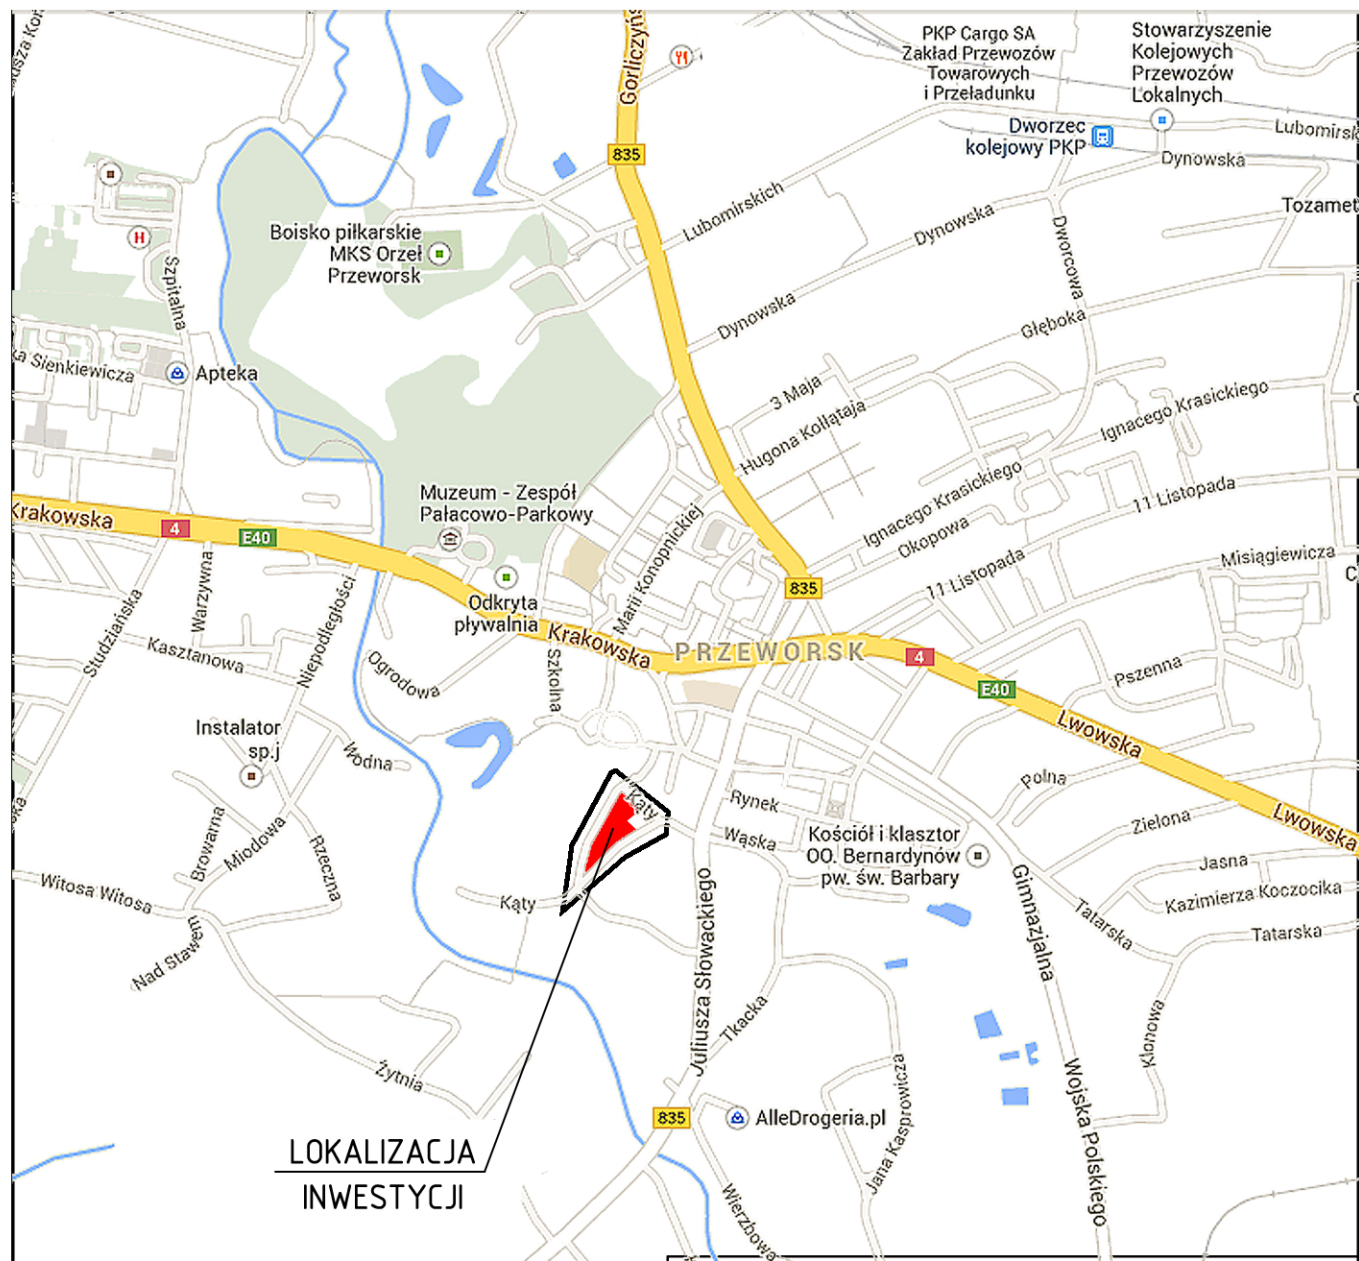 PKP Cargo SA
Zakład Przewozów
Towarowych
i Przeładunku
Stowarzyszenie
Kolejowych
Przewozów
Lokalnych
Dworzec
kolejowy PKP
Lubomirsk
Dynowska
Gorliczyńs
835
Lubomirskich
Dynowska
Dworcowa
Tozamet
Boisko piłkarskie
MKS Orzeł
Przeworsk
H
Szpitalna
Dynowska
Głęboka
Apteka
a Sienkiewicza
3 Maja
Hugona Kołłątaja
Ignacego Krasickiego
Ignacego Krasickiego
11 Listopada
Okopowa
11 Listopada
Misiągiewicza
Muzeum - Zespół
Pałacowo-Parkowy
Marii Konopnickiej
Krakowska
4
E40
835
Odkryta
pływalnia
Krakowska
PRZEWORSK
4
E40
Lwowska
Lwowska
Pszenna
Studziańska
Warzywna
Kasztanowa
Niepodległości
Ogrodowa
Szkolna
Instalator
sp.j
Wodna
Polna
Zielona
Jasna
Kazimierza Koczocika
Tatarska
Tatarska
Rynek
Wąska
Kąty
Kąty
Kościół i klasztor
OO. Bernardynów
pw. św. Barbary
Gimnazjalna
Browarna
Miodowa
Rzeczna
Witosa Witosa
Nad Stawem
Żytnia
Juliusza Słowackiego
Tkacka
Klonowa
Jana Kasprowicza
Wojska Polskiego
835
AlleDrogeria.pl
Wierzbowa
LOKALIZACJA
INWESTYCJI